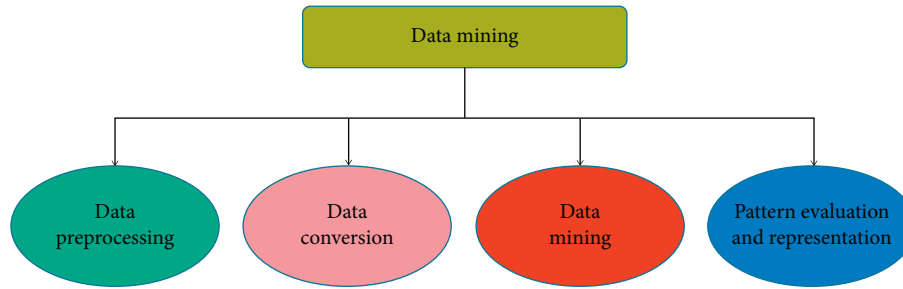 Data mining
Data
preprocessing
Data
conversion
Data
mining
Pattern evaluation
and representation